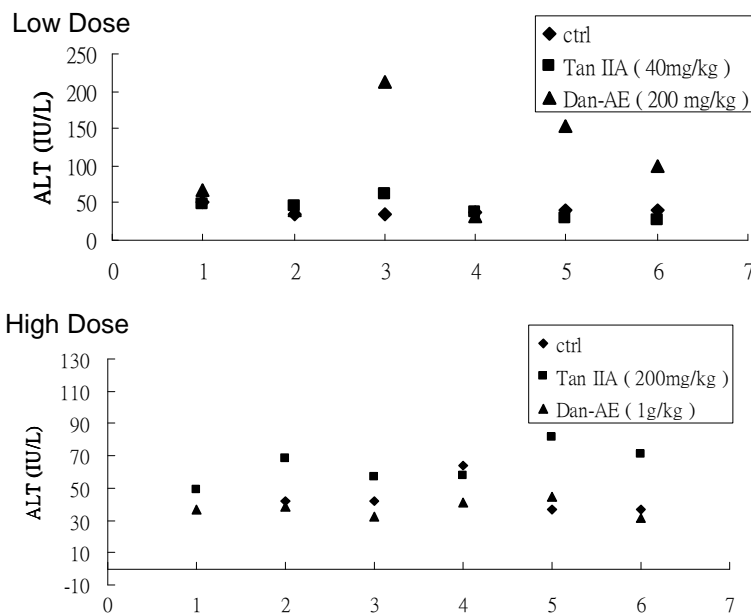 Low Dose
ctrl
Tan IIA ( 40mg/kg )
Dan-AE ( 200 mg/kg )
ALT (IU/L)
250
200
150
100
50
0
0 1 2 3 4 5 6 7
High Dose
ctrl
Tan IIA ( 200mg/kg )
Dan-AE ( 1g/kg )
ALT (IU/L)
130
110
90
70
50
30
10
-10
0 1 2 3 4 5 6 7